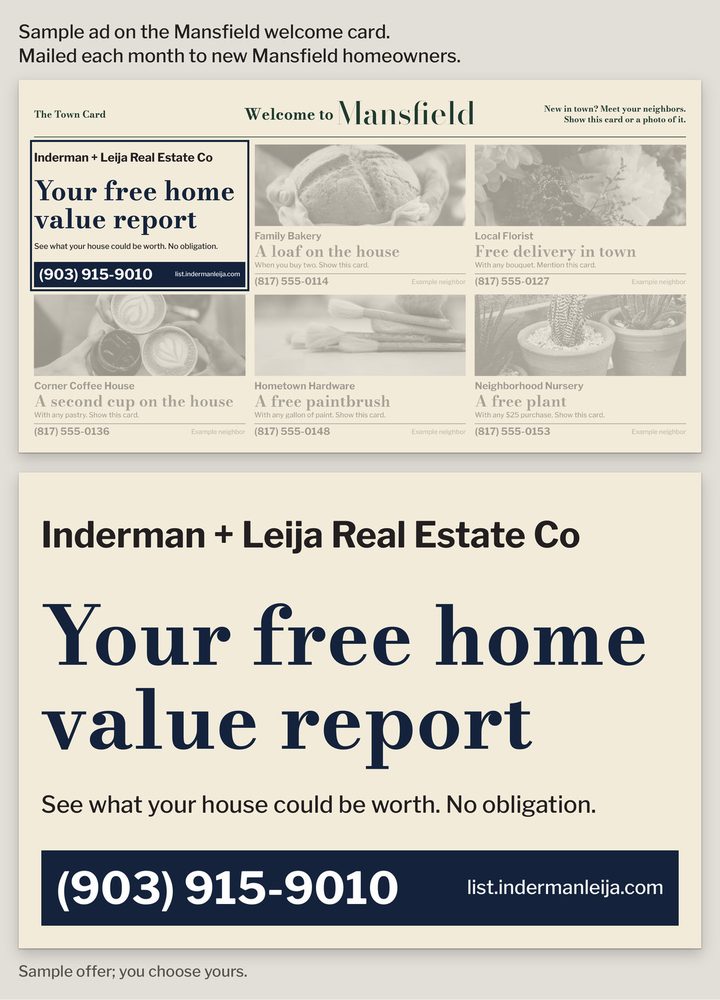 Sample ad on the Mansfield welcome card.
Mailed each month to new Mansfield homeowners.
The Town Card
Welcome to Mansfield
New in town? Meet your neighbors.
Show this card or a photo of it.
Inderman + Leija Real Estate Co
Your free home
value report
See what your house could be worth. No obligation.
(903) 915-9010 list.indermanleija.com
Family Bakery
A loaf on the house
When you buy two. Show this card.
(817) 555-0114 Example neighbor
Local Florist
Free delivery in town
With any bouquet. Mention this card.
(817) 555-0127 Example neighbor
Corner Coffee House
A second cup on the house
With any pastry. Show this card.
(817) 555-0136 Example neighbor
Hometown Hardware
A free paintbrush
With any gallon of paint. Show this card.
(817) 555-0148 Example neighbor
Neighborhood Nursery
A free plant
With any $25 purchase. Show this card.
(817) 555-0153 Example neighbor
Inderman + Leija Real Estate Co
Your free home
value report
See what your house could be worth. No obligation.
(903) 915-9010 list.indermanleija.com
Sample offer; you choose yours.